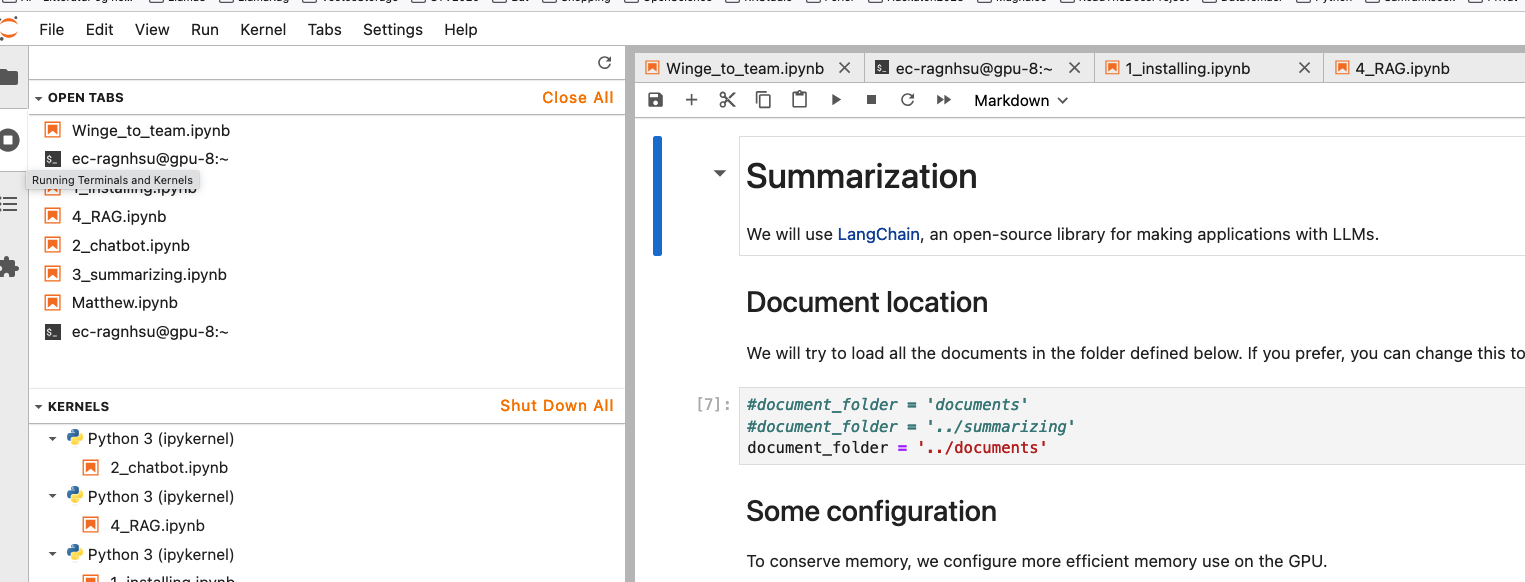 File Edit View Run Kernel Tabs Settings Help
OPEN TABS Close All
Winge_to_team.ipynb
ec-ragnhsu@gpu-8:~
Running Terminals and Kernels
1_installing.ipynb
4_RAG.ipynb
2_chatbot.ipynb
3_summarizing.ipynb
Matthew.ipynb
ec-ragnhsu@gpu-8:~
KERNELS Shut Down All
Python 3 (ipykernel)
2_chatbot.ipynb
Python 3 (ipykernel)
4_RAG.ipynb
Python 3 (ipykernel)
1_installing.ipynb
Winge_to_team.ipynb ec-ragnhsu@gpu-8:~ 1_installing.ipynb 4_RAG.ipynb
Markdown
Summarization
We will use LangChain, an open-source library for making applications with LLMs.
Document location
We will try to load all the documents in the folder defined below. If you prefer, you can change this to
[7]: #document_folder = 'documents'
#document_folder = '../summarizing'
document_folder = '../documents'
Some configuration
To conserve memory, we configure more efficient memory use on the GPU.